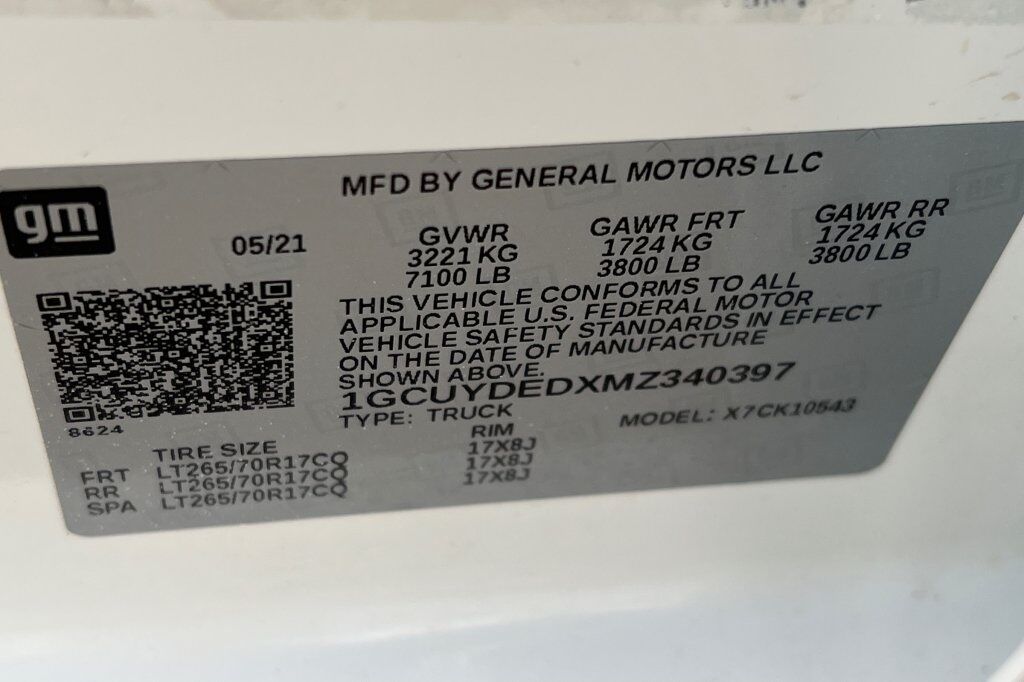 MFD BY GENERAL MOTORS LLC
gm
05/21
GVWR
3221 KG
7100 LB
GAWR FRT
1724 KG
3800 LB
GAWR RR
1724 KG
3800 LB
THIS VEHICLE CONFORMS TO ALL
APPLICABLE U.S. FEDERAL MOTOR
VEHICLE SAFETY STANDARDS IN EFFECT
ON THE DATE OF MANUFACTURE
SHOWN ABOVE.
1GCUYDEDXMZ340397
TYPE: TRUCK
MODEL: X7CK10543
8624
TIRE SIZE
RIM
FRT LT265/70R17CQ 17X8J
RR LT265/70R17CQ 17X8J
SPA LT265/70R17CQ 17X8J